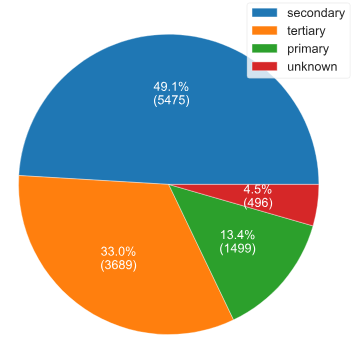 secondary
tertiary
primary
unknown
49.1%
(5475)
4.5%
(496)
13.4%
(1499)
33.0%
(3689)